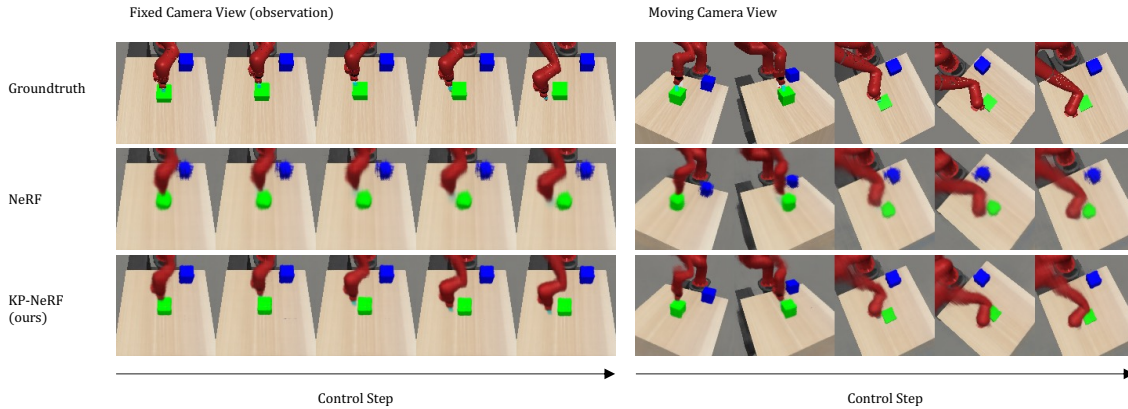 Fixed Camera View (observation)
Moving Camera View
Groundtruth
NeRF
KP-NeRF
(ours)
Control Step
Control Step